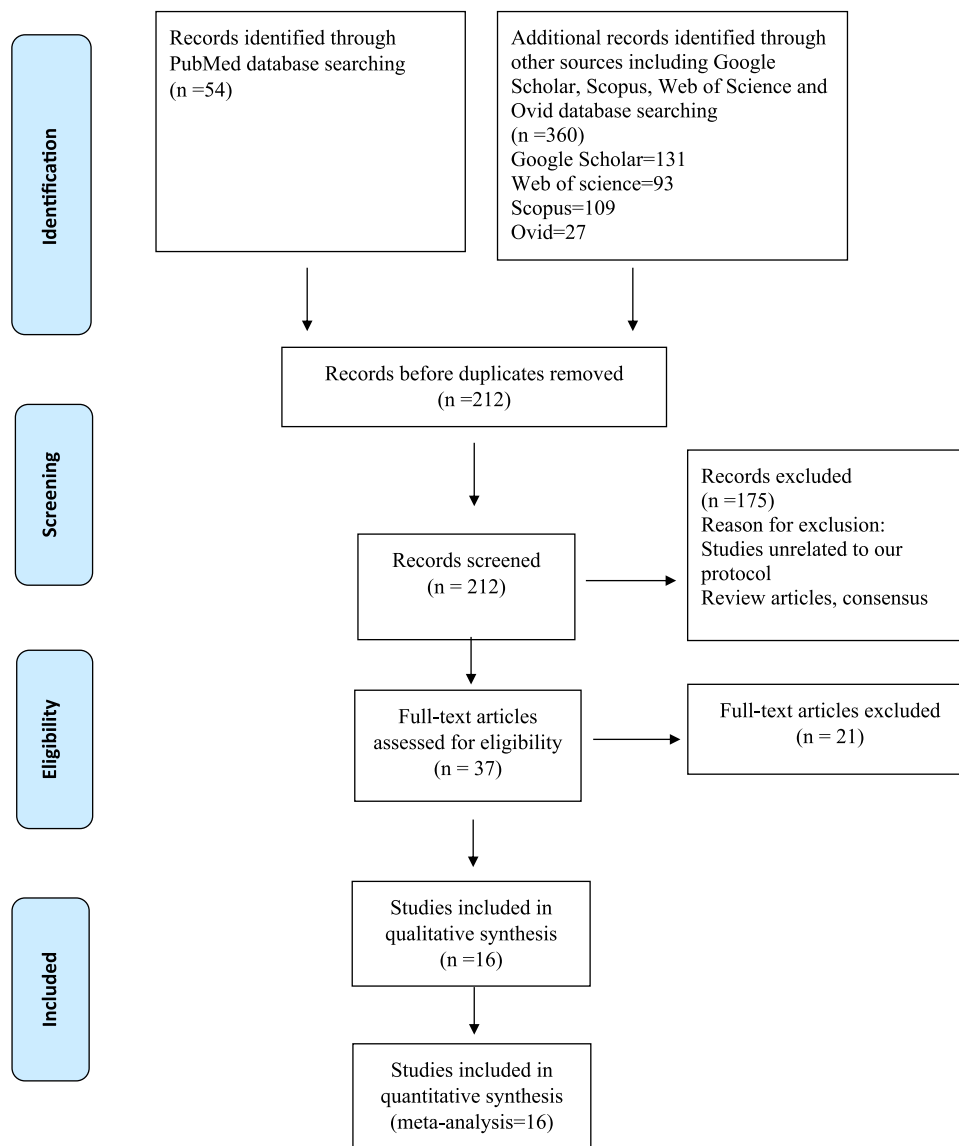 Identification
Records identified through
PubMed database searching
(n =54)
Additional records identified through
other sources including Google
Scholar, Scopus, Web of Science and
Ovid database searching
(n =360)
Google Scholar=131
Web of science=93
Scopus=109
Ovid=27
Records before duplicates removed
(n =212)
Screening
Records screened
(n = 212)
Records excluded
(n =175)
Reason for exclusion:
Studies unrelated to our
protocol
Review articles, consensus
Eligibility
Full-text articles
assessed for eligibility
(n = 37)
Full-text articles excluded
(n = 21)
Included
Studies included in
qualitative synthesis
(n =16)
Studies included in
quantitative synthesis
(meta-analysis=16)